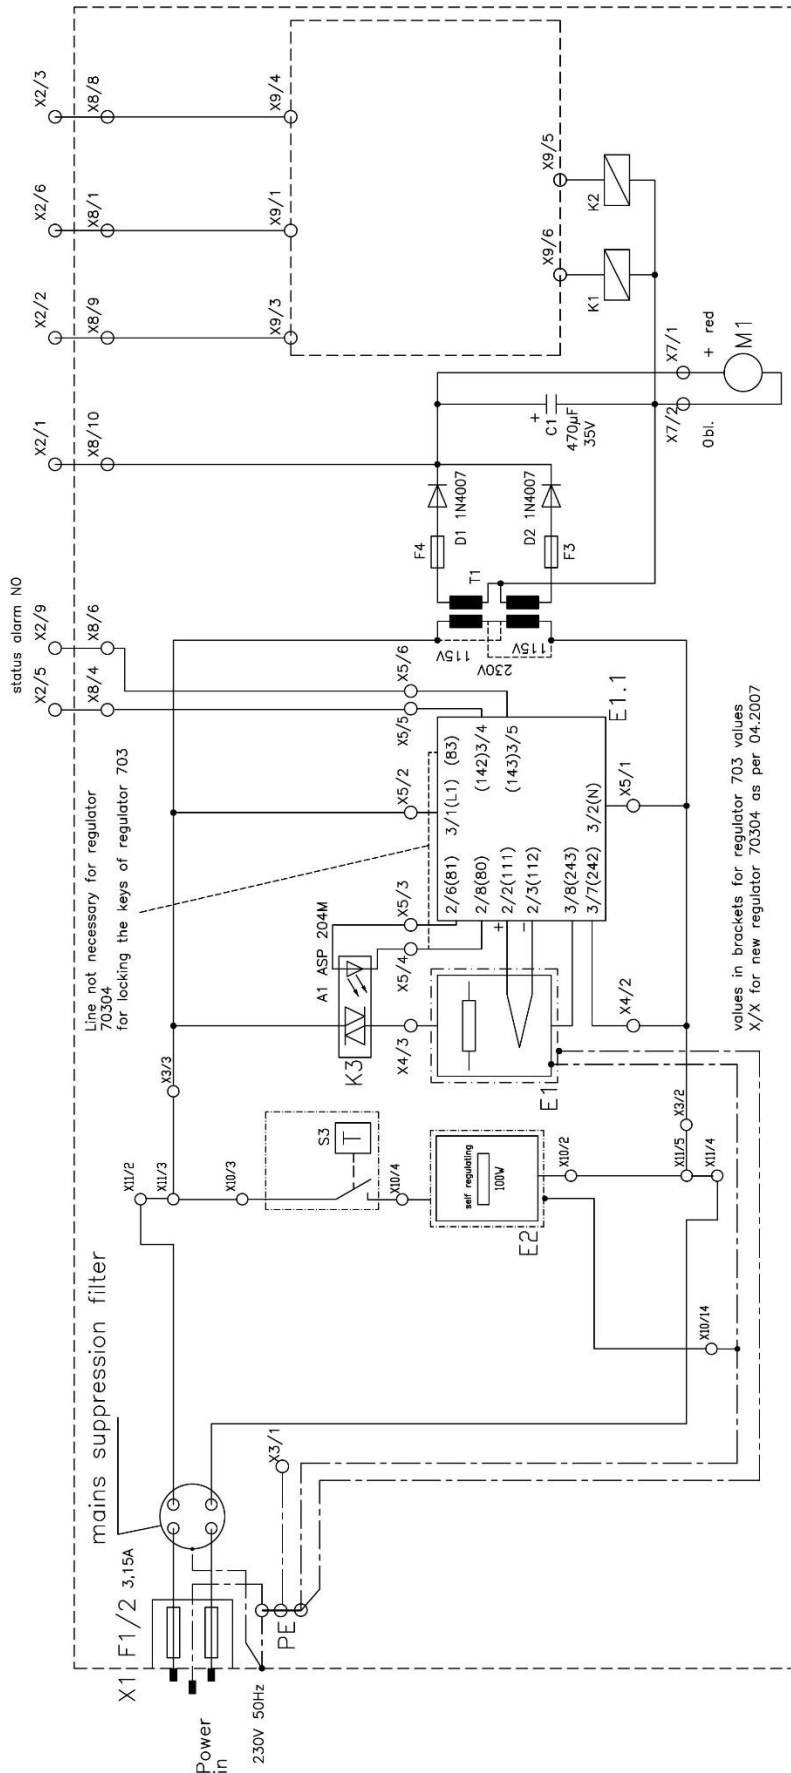 X1 F1/2 3,15A
mains suppression filter
Power
in
230V 50Hz
PE
X3/1
X11/2
X11/3
X3/3
X10/3
S3
T
X10/4
self regulating
100W
E2
X10/2
X10/14
X11/5
X11/4
X3/2
Line not necessary for regulator
70304
for locking the keys of regulator 703
A1 ASP 204M
K3
X4/3
X5/4
X5/3
X5/2
X5/5
X5/6
E1
+
-
2/6(81)
2/8(80)
2/2(111)
2/3(112)
3/8(243)
3/7(242)
3/1(L1) (83)
(142)3/4
(143)3/5
3/2(N)
E1.1
X4/2
X5/1
values in brackets for regulator 703 values
X/X for new regulator 70304 as per 04.2007
status alarm NO
X2/5
X2/9
X8/4
X8/6
115V
230V
115V
T1
F4
D1 1N4007
D2 1N4007
F3
X2/1
X8/10
+
C1
470µF
35V
X7/2
X7/1
0bl.
+ red
M1
X2/2
X8/9
X9/3
X2/6
X8/1
X9/1
X2/3
X8/8
X9/4
X9/6
X9/5
K1
K2